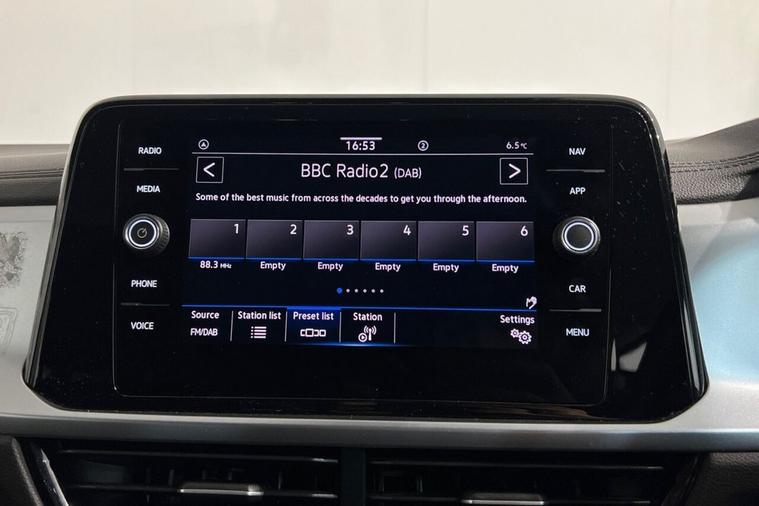 16:53
2
6.5°C
RADIO
NAV
< BBC Radio2 (DAB) >
MEDIA
APP
Some of the best music from across the decades to get you through the afternoon.
1 2 3 4 5 6
88.3 MHz Empty Empty Empty Empty Empty
PHONE
CAR
Source Station list Preset list Station Settings
FM/DAB
VOICE
MENU